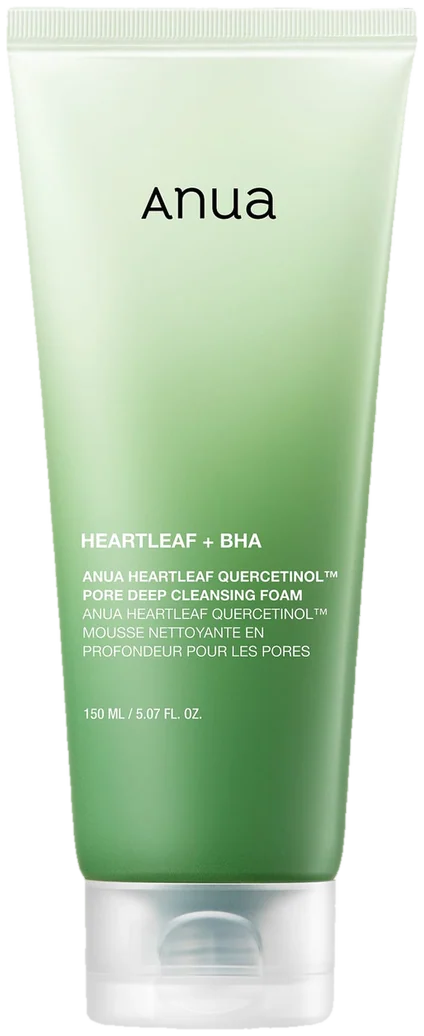 Anua
HEARTLEAF + BHA
ANUA HEARTLEAF QUERCETINOL™
PORE DEEP CLEANSING FOAM
ANUA HEARTLEAF QUERCETINOL™
MOUSSE NETTOYANTE EN
PROFONDEUR POUR LES PORES
150 ML / 5.07 FL. OZ.